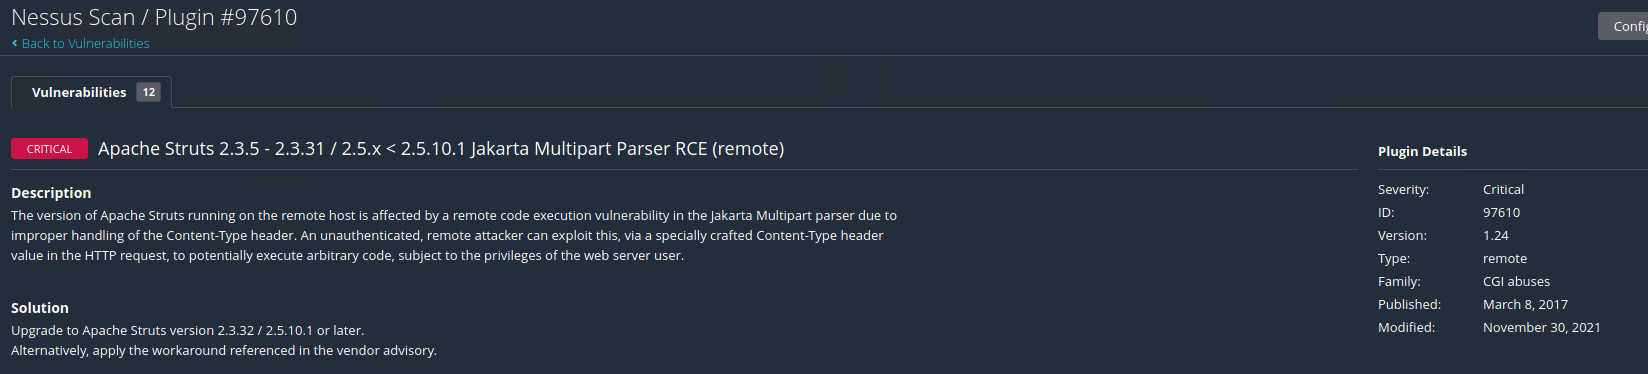 Nessus Scan / Plugin #97610
Back to Vulnerabilities
Vulnerabilities 12
CRITICAL Apache Struts 2.3.5 - 2.3.31 / 2.5.x < 2.5.10.1 Jakarta Multipart Parser RCE (remote)
Description
The version of Apache Struts running on the remote host is affected by a remote code execution vulnerability in the Jakarta Multipart parser due to
improper handling of the Content-Type header. An unauthenticated, remote attacker can exploit this, via a specially crafted Content-Type header
value in the HTTP request, to potentially execute arbitrary code, subject to the privileges of the web server user.
Solution
Upgrade to Apache Struts version 2.3.32 / 2.5.10.1 or later.
Alternatively, apply the workaround referenced in the vendor advisory.
Config
Plugin Details
Severity: Critical
ID: 97610
Version: 1.24
Type: remote
Family: CGI abuses
Published: March 8, 2017
Modified: November 30, 2021